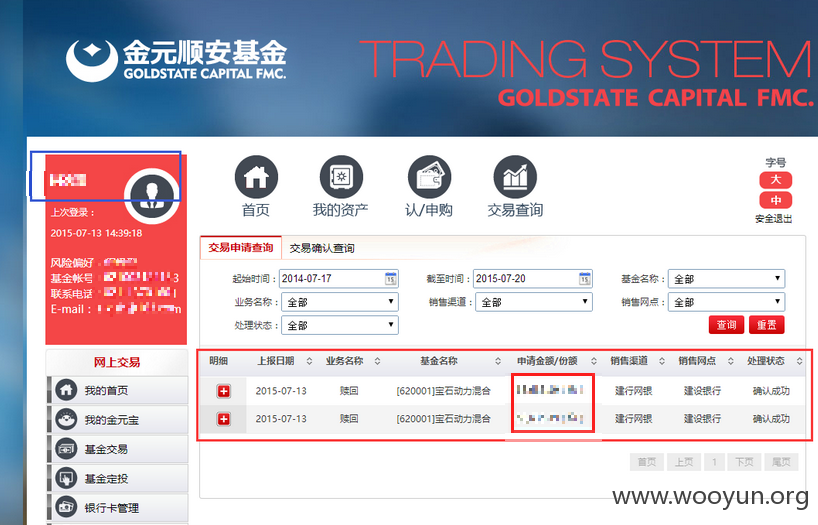 金元顺安基金
GOLDSTATE CAPITAL FMC.
TRADING SYSTEM
GOLDSTATE CAPITAL FMC.
上次登录：
2015-07-13 14:39:18
风险偏好
基金帐号 3
联系电话
E-mail： m
首页 我的资产 认/申购 交易查询
字号
大
中
安全退出
交易申请查询 交易确认查询
起始时间：2014-07-17 截至时间：2015-07-20 基金名称：全部
业务名称：全部 销售渠道：全部 销售网点：全部
处理状态：全部
查询 重置
网上交易
我的首页
我的金元宝
基金交易
基金定投
银行卡管理
明细 上报日期 业务名称 基金名称 申请金额/份额 销售渠道 销售网点 处理状态
2015-07-13 赎回 [620001]宝石动力混合 建行网银 建设银行 确认成功
2015-07-13 赎回 [620001]宝石动力混合 建行网银 建设银行 确认成功
首页 上页 1 下页 尾页
www.wooyun.org